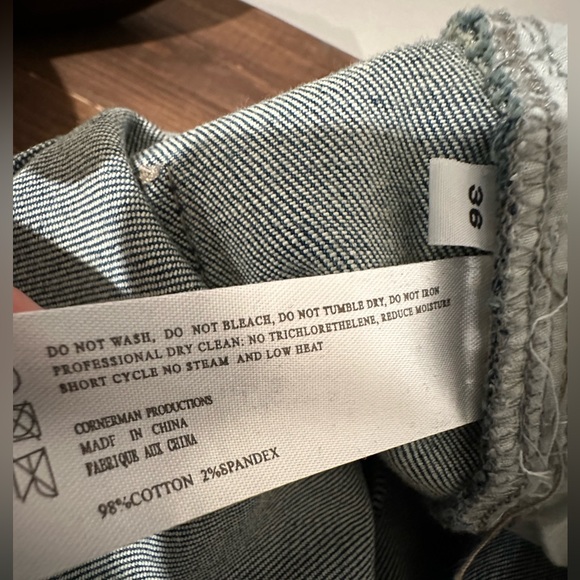 36
DO NOT WASH, DO NOT BLEACH, DO NOT TUMBLE DRY, DO NOT IRON
PROFESSIONAL DRY CLEAN: NO TRICHLORETHELENE, REDUCE MOISTURE
SHORT CYCLE NO STEAM AND LOW HEAT
CORNERMAN PRODUCTIONS
MADE IN CHINA
FABRIQUE AUX CHINA
98%COTTON 2%SPANDEX